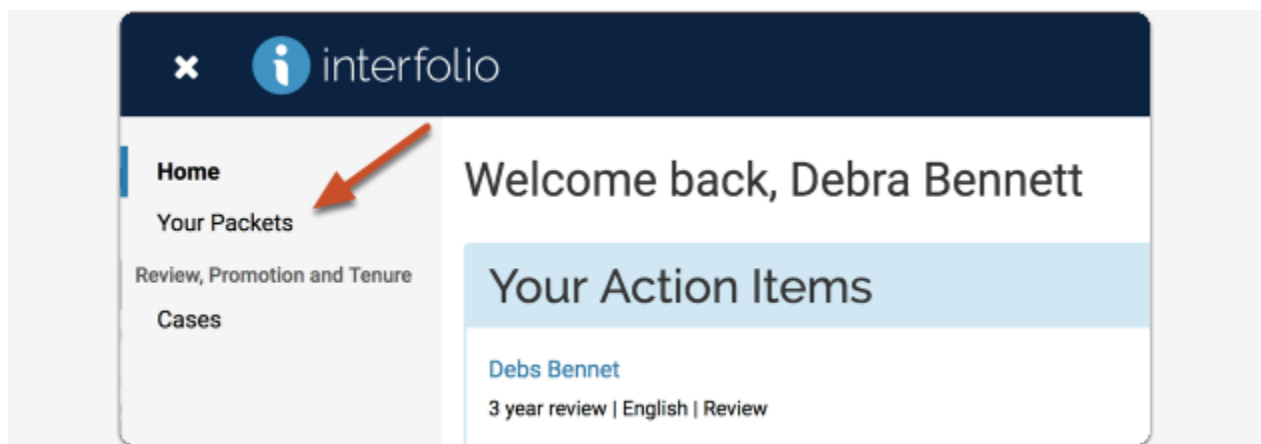 interfolio
Home
Your Packets
Review, Promotion and Tenure
Cases
Welcome back, Debra Bennett
Your Action Items
Debs Bennet
3 year review | English | Review